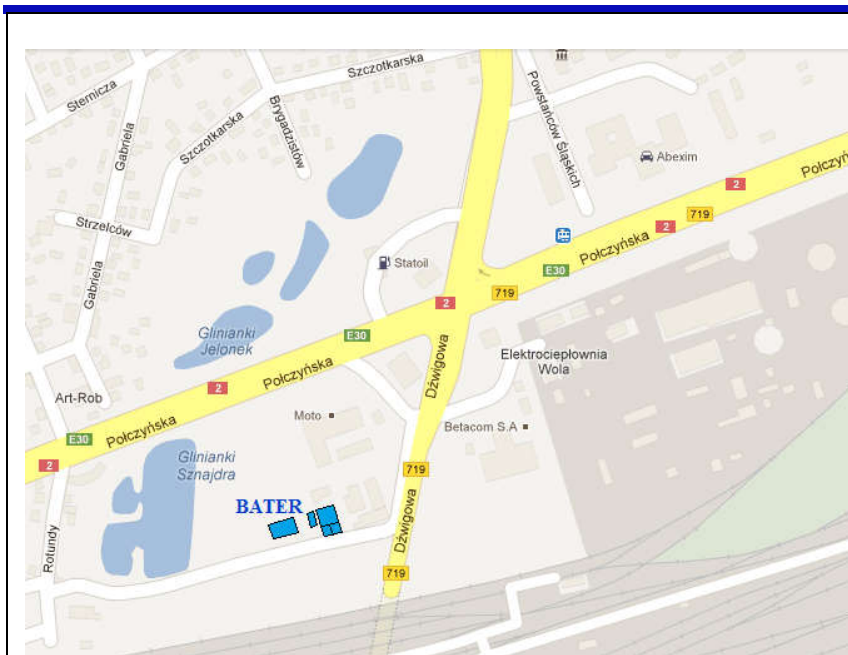 Szczotkarska
Sternicza
Brygadzistów
Gabriela
Szczotkarska
Powstańców Śląskich
Abexim
2
Połczyń
719
2
Strzelców
Połczyńska
Statoil
E30
719
2
Gabriela
Glinianki
Jelonek
E30
Elektrociepłownia
Wola
Dźwigowa
Połczyńska
2
Art-Rob
Moto
Betacom S.A
Połczyńska
E30
Glinianki
Sznajdra
2
719
BATER
Dźwigowa
Rotundy
719